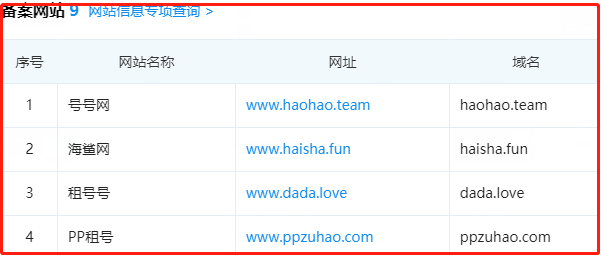 备案网站 9 网站信息专项查询 >
序号 网站名称 网址 域名
1 号号网 www.haohao.team haohao.team
2 海鲨网 www.haisha.fun haisha.fun
3 租号号 www.dada.love dada.love
4 PP租号 www.ppzuhao.com ppzuhao.com